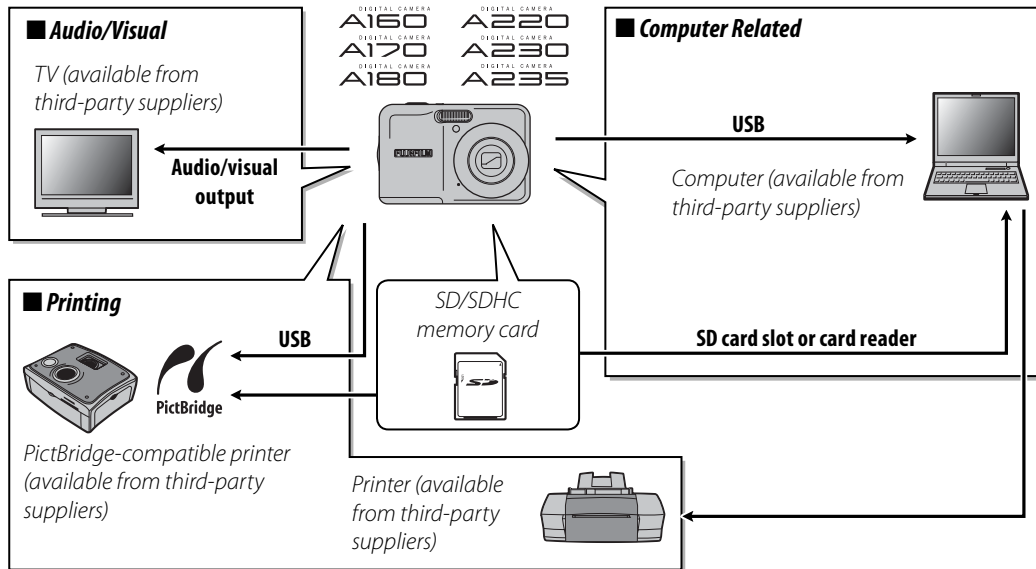 ■ Audio/Visual
TV (available from
third-party suppliers)
Audio/visual
output
DIGITAL CAMERA
A160
DIGITAL CAMERA
A170
DIGITAL CAMERA
A180
DIGITAL CAMERA
A220
DIGITAL CAMERA
A230
DIGITAL CAMERA
A235
FUJIFILM
■ Computer Related
USB
Computer (available from
third-party suppliers)
SD/SDHC
memory card
SD
SD card slot or card reader
■ Printing
USB
PictBridge
PictBridge-compatible printer
(available from third-party
suppliers)
Printer (available
from third-party
suppliers)